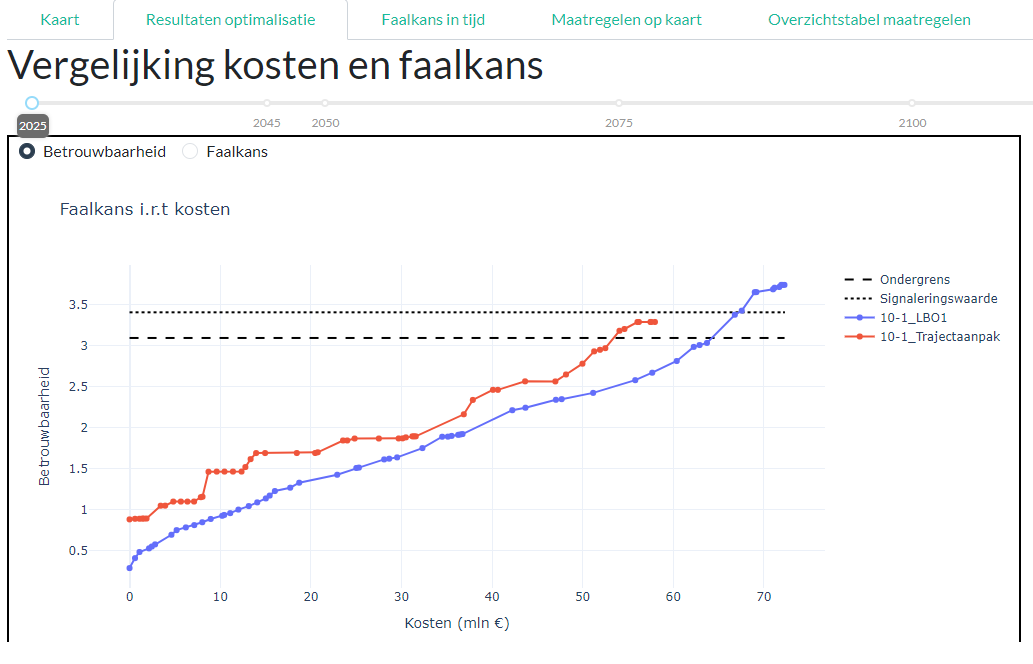 Kaart Resultaten optimalisatie Faalkans in tijd Maatregelen op kaart Overzichtstabel maatregelen
Vergelijking kosten en faalkans
2025 2045 2050 2075 2100
Betrouwbaarheid Faalkans
Faalkans i.r.t kosten
Ondergrens
Signaleringswaarde
10-1_LBO1
10-1_Trajectaanpak
Betrouwbaarheid
3.5
3
2.5
2
1.5
1
0.5
0 10 20 30 40 50 60 70
Kosten (mln €)